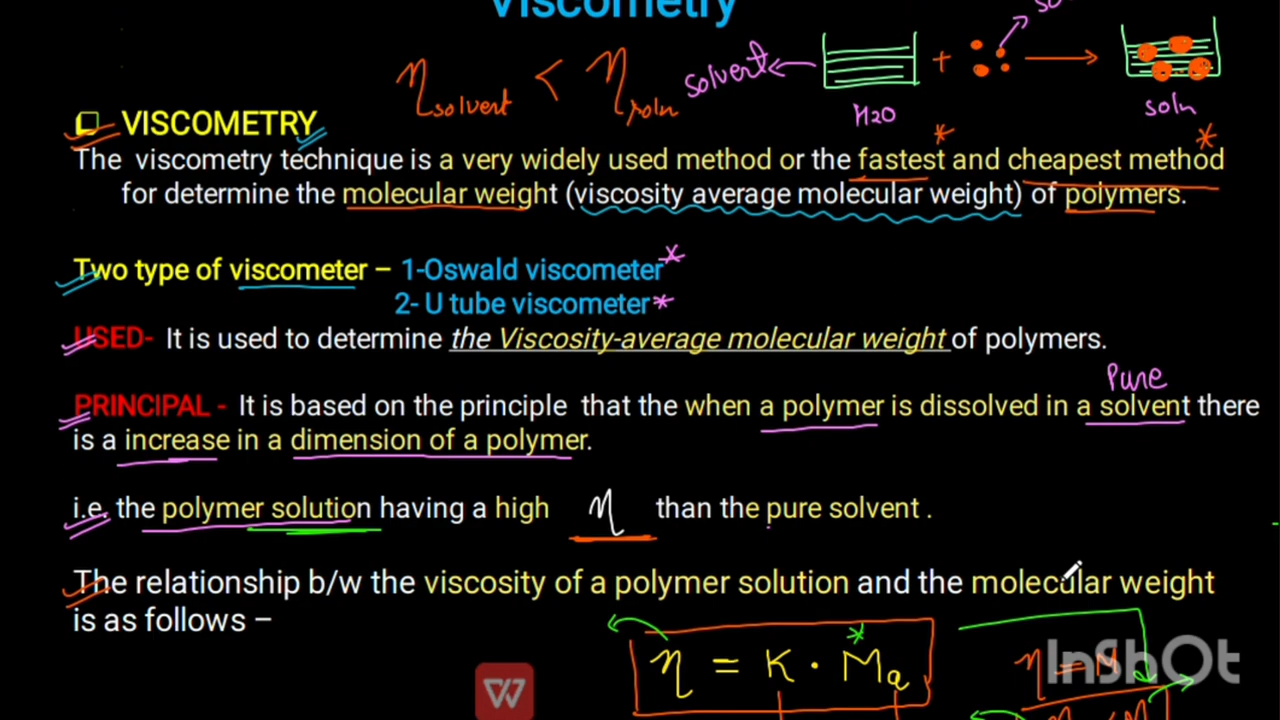 Viscometry
η solvent < η soln
solvent
H2O
+
soln
VISCOMETRY
The viscometry technique is a very widely used method or the fastest and cheapest method
for determine the molecular weight (viscosity average molecular weight) of polymers.
Two type of viscometer – 1-Oswald viscometer*
2- U tube viscometer*
USED- It is used to determine the Viscosity-average molecular weight of polymers.
Pure
PRINCIPAL - It is based on the principle that the when a polymer is dissolved in a solvent there
is a increase in a dimension of a polymer.
i.e. the polymer solution having a high η than the pure solvent .
The relationship b/w the viscosity of a polymer solution and the molecular weight
is as follows –
η = K · Ma
η = M
InShOt